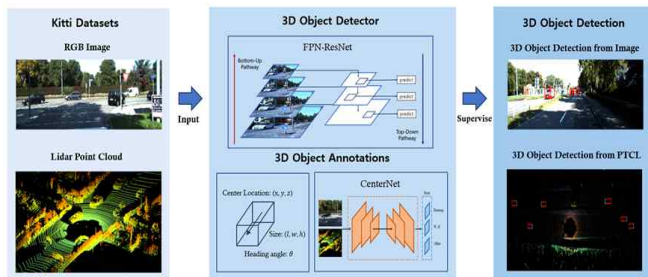 Kitti Datasets
RGB Image
Lidar Point Cloud
Input
3D Object Detector
FPN-ResNet
Bottom-Up
Pathway
predict
predict
predict
Top-Down
Pathway
3D Object Annotations
Center Location: (x, y, z)
Size: (l, w, h)
Heading angle: θ
CenterNet
Supervise
3D Object Detection
3D Object Detection from Image
3D Object Detection from PTCL